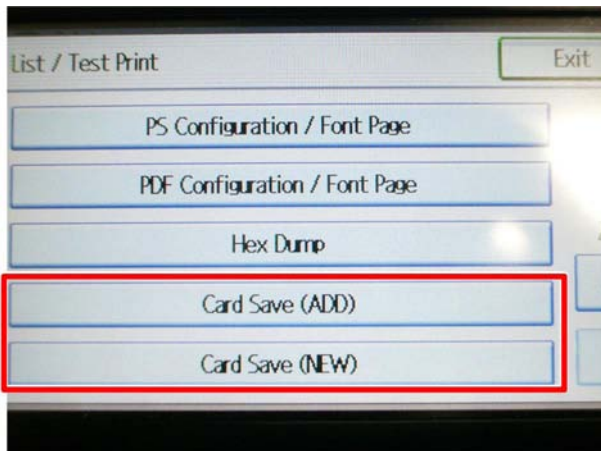 List / Test Print
Exit
PS Configuration / Font Page
PDF Configuration / Font Page
Hex Dump
Card Save (ADD)
Card Save (NEW)